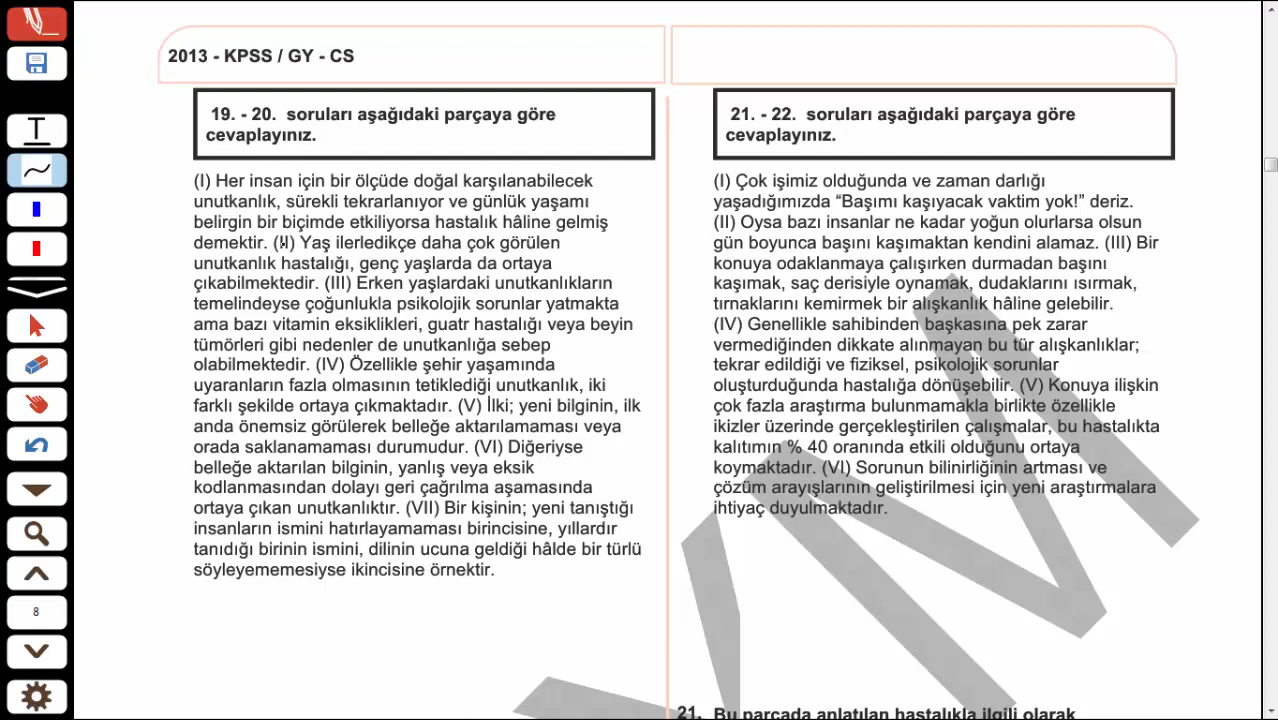 2013 - KPSS / GY - CS
19. - 20. soruları aşağıdaki parçaya göre
cevaplayınız.
(I) Her insan için bir ölçüde doğal karşılanabilecek
unutkanlık, sürekli tekrarlanıyor ve günlük yaşamı
belirgin bir biçimde etkiliyorsa hastalık hâline gelmiş
demektir. (II) Yaş ilerledikçe daha çok görülen
unutkanlık hastalığı, genç yaşlarda da ortaya
çıkabilmektedir. (III) Erken yaşlardaki unutkanlıkların
temelindeyse çoğunlukla psikolojik sorunlar yatmakta
ama bazı vitamin eksiklikleri, guatr hastalığı veya beyin
tümörleri gibi nedenler de unutkanlığa sebep
olabilmektedir. (IV) Özellikle şehir yaşamında
uyaranların fazla olmasının tetiklediği unutkanlık, iki
farklı şekilde ortaya çıkmaktadır. (V) İlki; yeni bilginin, ilk
anda önemsiz görülerek belleğe aktarılamaması veya
orada saklanamaması durumudur. (VI) Diğeriyse
belleğe aktarılan bilginin, yanlış veya eksik
kodlanmasından dolayı geri çağrılma aşamasında
ortaya çıkan unutkanlıktır. (VII) Bir kişinin; yeni tanıştığı
insanların ismini hatırlayamaması birincisine, yıllardır
tanıdığı birinin ismini, dilinin ucuna geldiği hâlde bir türlü
söyleyememesiyse ikincisine örnektir.
21. - 22. soruları aşağıdaki parçaya göre
cevaplayınız.
(I) Çok işimiz olduğunda ve zaman darlığı
yaşadığımızda “Başımı kaşıyacak vaktim yok!” deriz.
(II) Oysa bazı insanlar ne kadar yoğun olurlarsa olsun
gün boyunca başını kaşımaktan kendini alamaz. (III) Bir
konuya odaklanmaya çalışırken durmadan başını
kaşımak, saç derisiyle oynamak, dudaklarını ısırmak,
tırnaklarını kemirmek bir alışkanlık hâline gelebilir.
(IV) Genellikle sahibinden başkasına pek zarar
vermediğinden dikkate alınmayan bu tür alışkanlıklar;
tekrar edildiği ve fiziksel, psikolojik sorunlar
oluşturduğunda hastalığa dönüşebilir. (V) Konuya ilişkin
çok fazla araştırma bulunmamakla birlikte özellikle
ikizler üzerinde gerçekleştirilen çalışmalar, bu hastalıkta
kalıtımın % 40 oranında etkili olduğunu ortaya
koymaktadır. (VI) Sorunun bilinirliğinin artması ve
çözüm arayışlarının geliştirilmesi için yeni araştırmalara
ihtiyaç duyulmaktadır.
21. Bu parçada anlatılan hastalıkla ilgili olarak
T
8